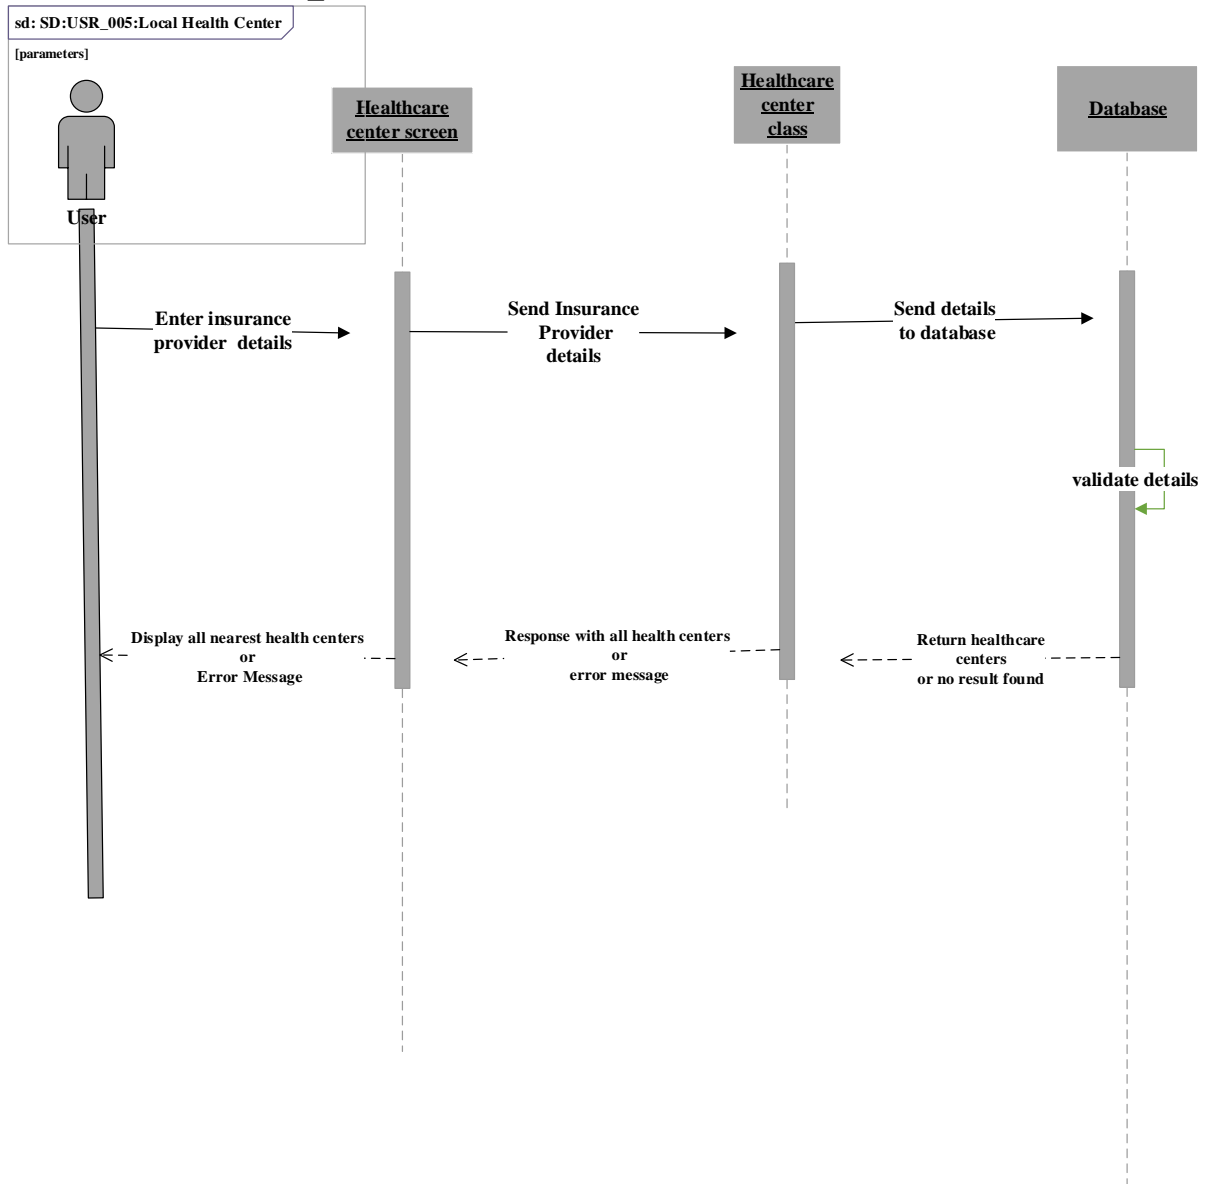 sd: SD:USR_005:Local Health Center
[parameters]
User
Healthcare
center screen
Healthcare
center
class
Database
Enter insurance
provider details
Send Insurance
Provider
details
Send details
to database
validate details
Display all nearest health centers
or
Error Message
Response with all health centers
or
error message
Return healthcare
centers
or no result found